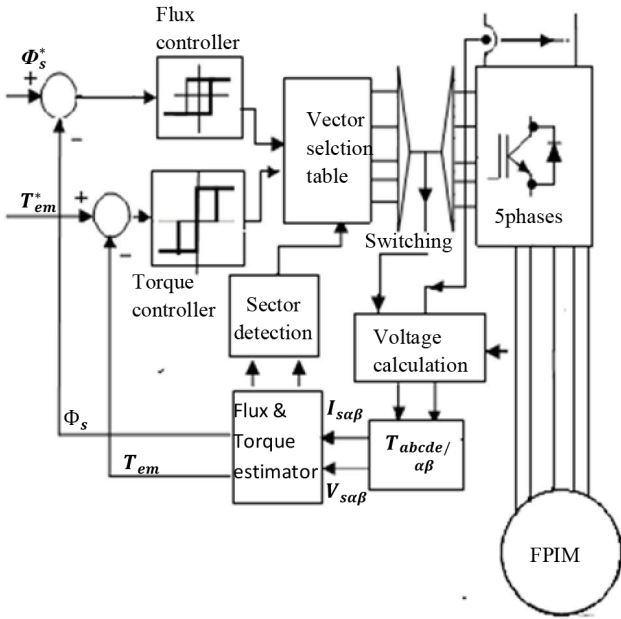 Flux
controller
Φs*
+
−
Vector
selction
table
Tem*
+
−
5phases
Switching
Torque
controller
Sector
detection
Voltage
calculation
Φs
Flux &
Torque
estimator
Isαβ
Tabcde/
αβ
Tem
Vsαβ
FPIM